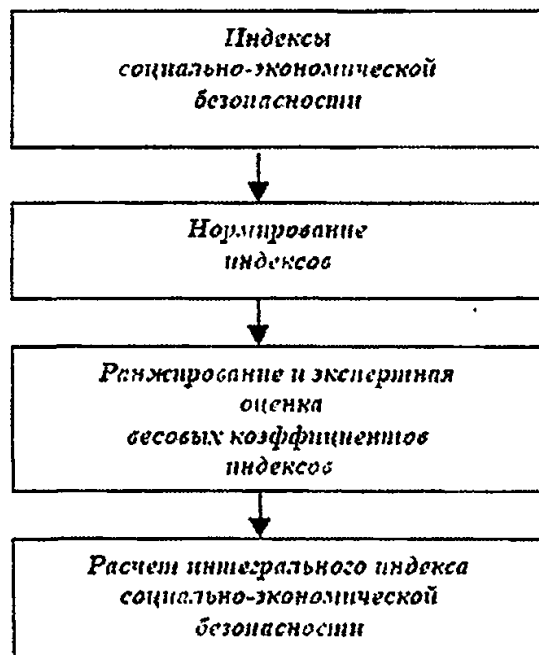 Индексы
социально-экономической
безопасности
Нормирование
индексов
Ранжирование и экспертная
оценка
весовых коэффициентов
индексов
Расчет интегрального индекса
социально-экономической
безопасности